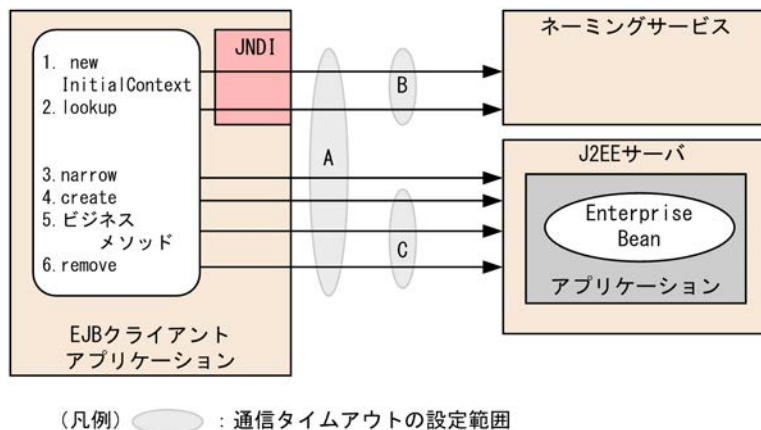 1. new
InitialContext
2. lookup
3. narrow
4. create
5. ビジネス
メソッド
6. remove
JNDI
EJBクライアント
アプリケーション
A
B
C
ネーミングサービス
J2EEサーバ
Enterprise
Bean
アプリケーション
(凡例) : 通信タイムアウトの設定範囲